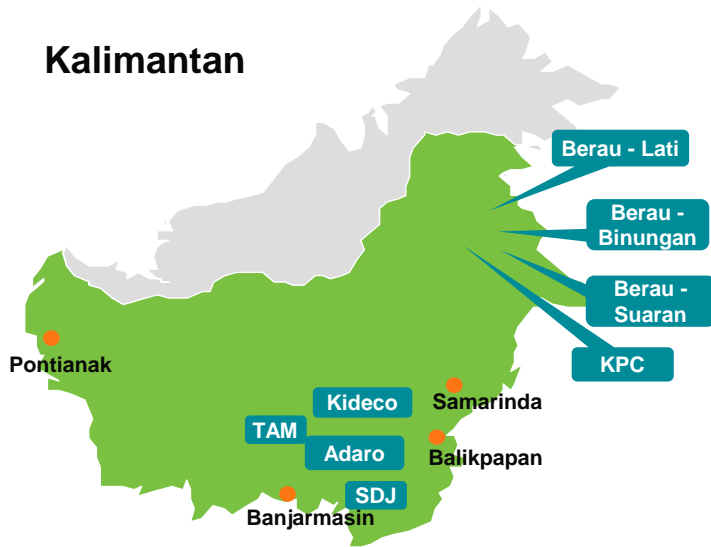 Kalimantan
Berau - Lati
Berau -
Binungan
Berau -
Suaran
KPC
Pontianak
Kideco
Samarinda
TAM
Adaro
Balikpapan
SDJ
Banjarmasin